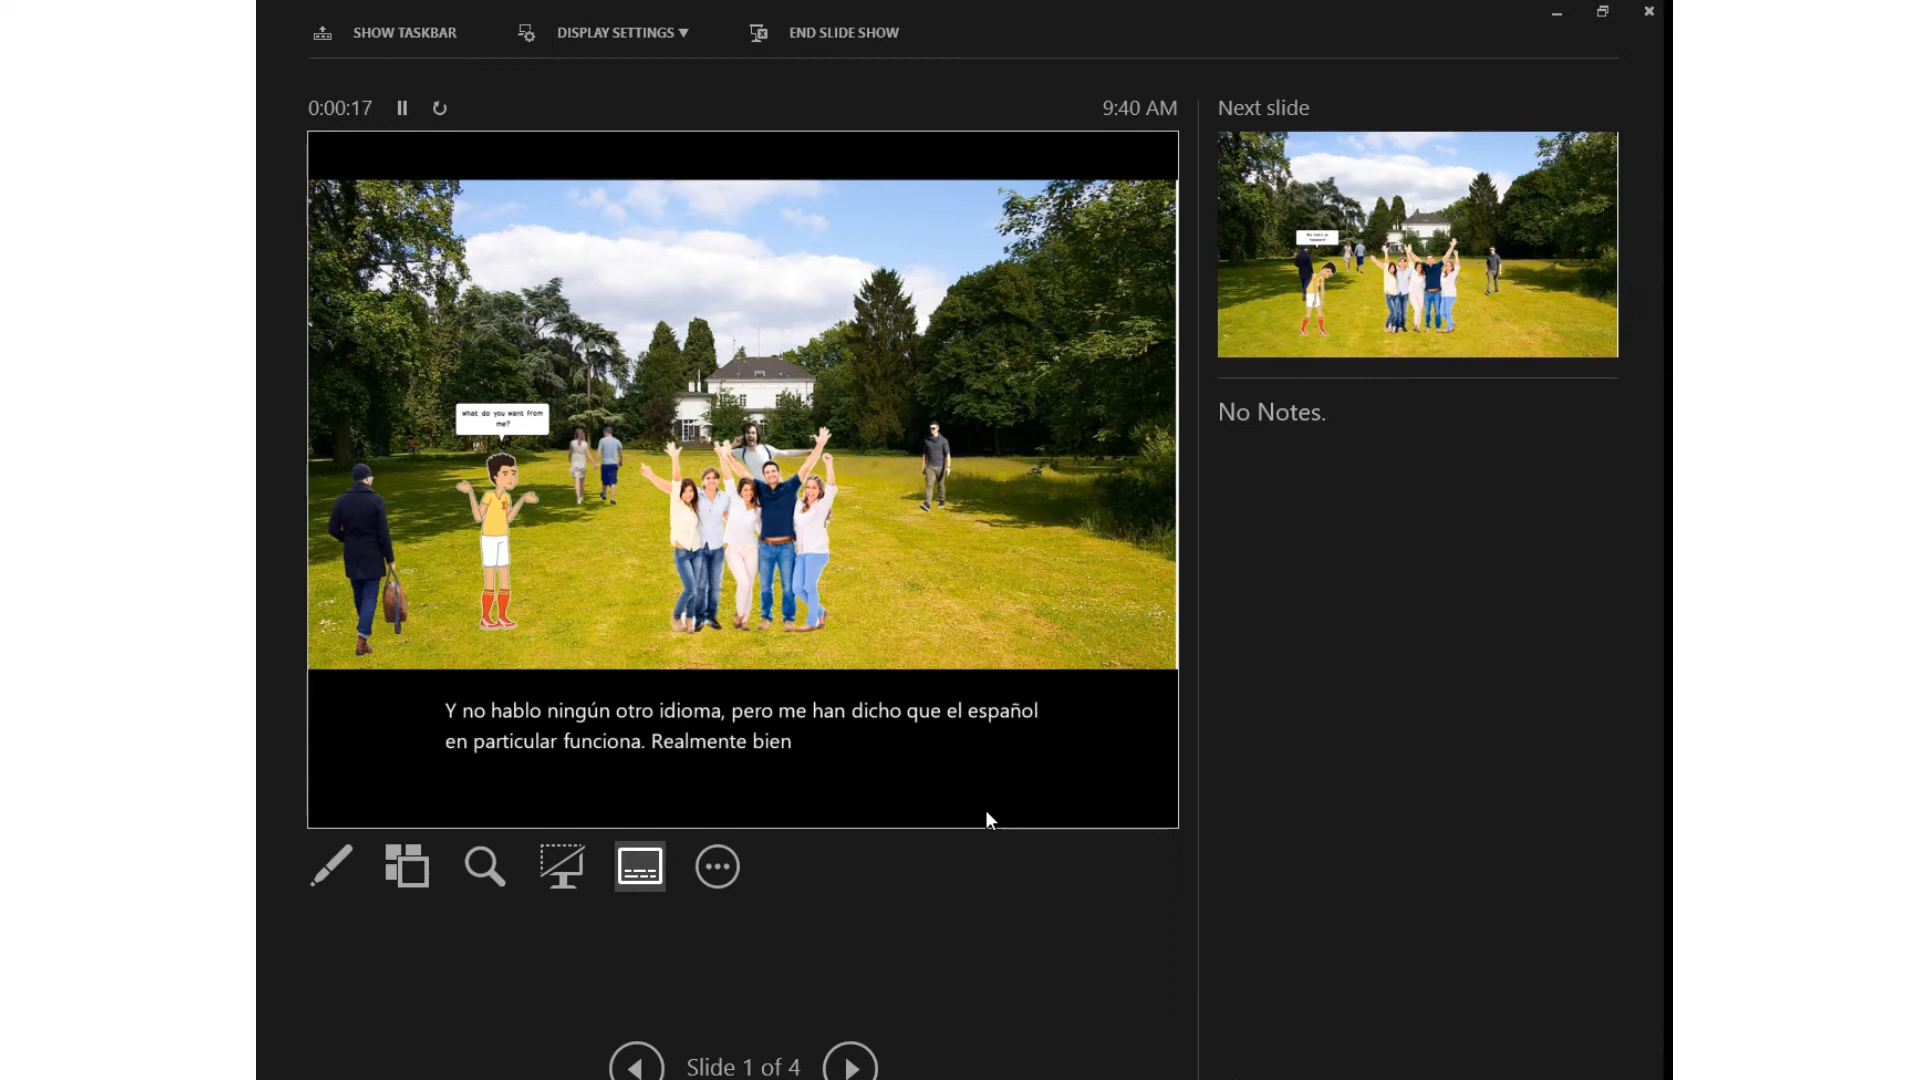 SHOW TASKBAR
DISPLAY SETTINGS ▼
END SLIDE SHOW
0:00:17
9:40 AM
Next slide
what do you want from
me?
No Notes.
Y no hablo ningún otro idioma, pero me han dicho que el español
en particular funciona. Realmente bien
Slide 1 of 4